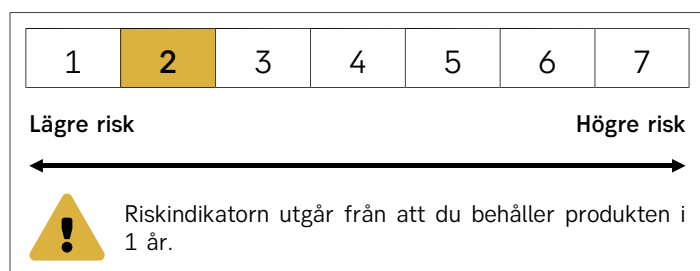 1 2 3 4 5 6 7
Lägre risk Högre risk
! Riskindikatorn utgår från att du behåller produkten i
1 år.